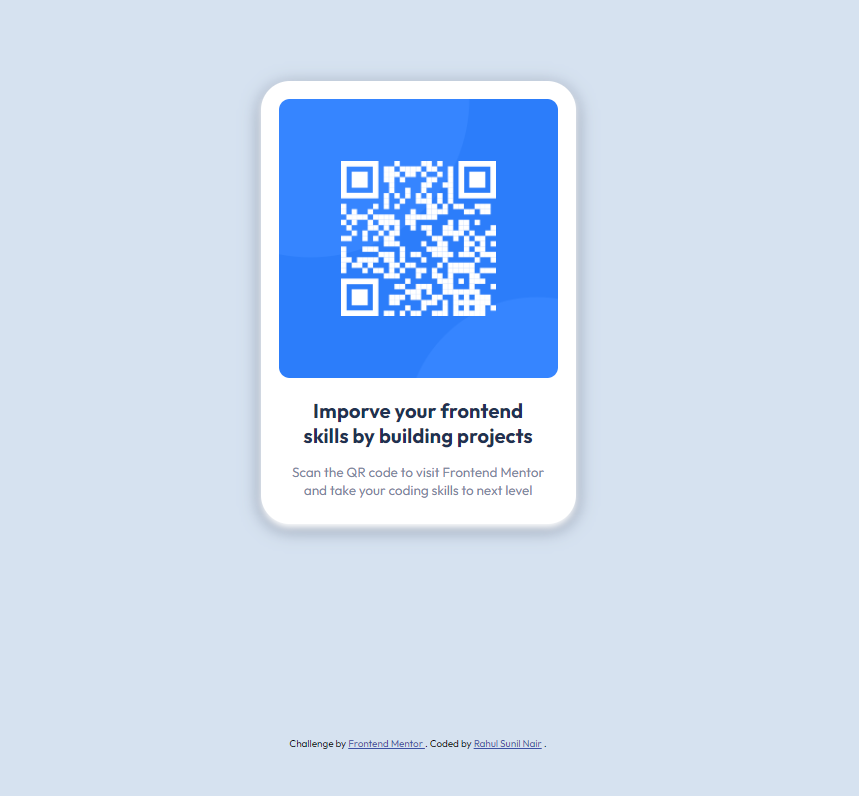 Imporve your frontend
skills by building projects
Scan the QR code to visit Frontend Mentor
and take your coding skills to next level
Challenge by Frontend Mentor . Coded by Rahul Sunil Nair .